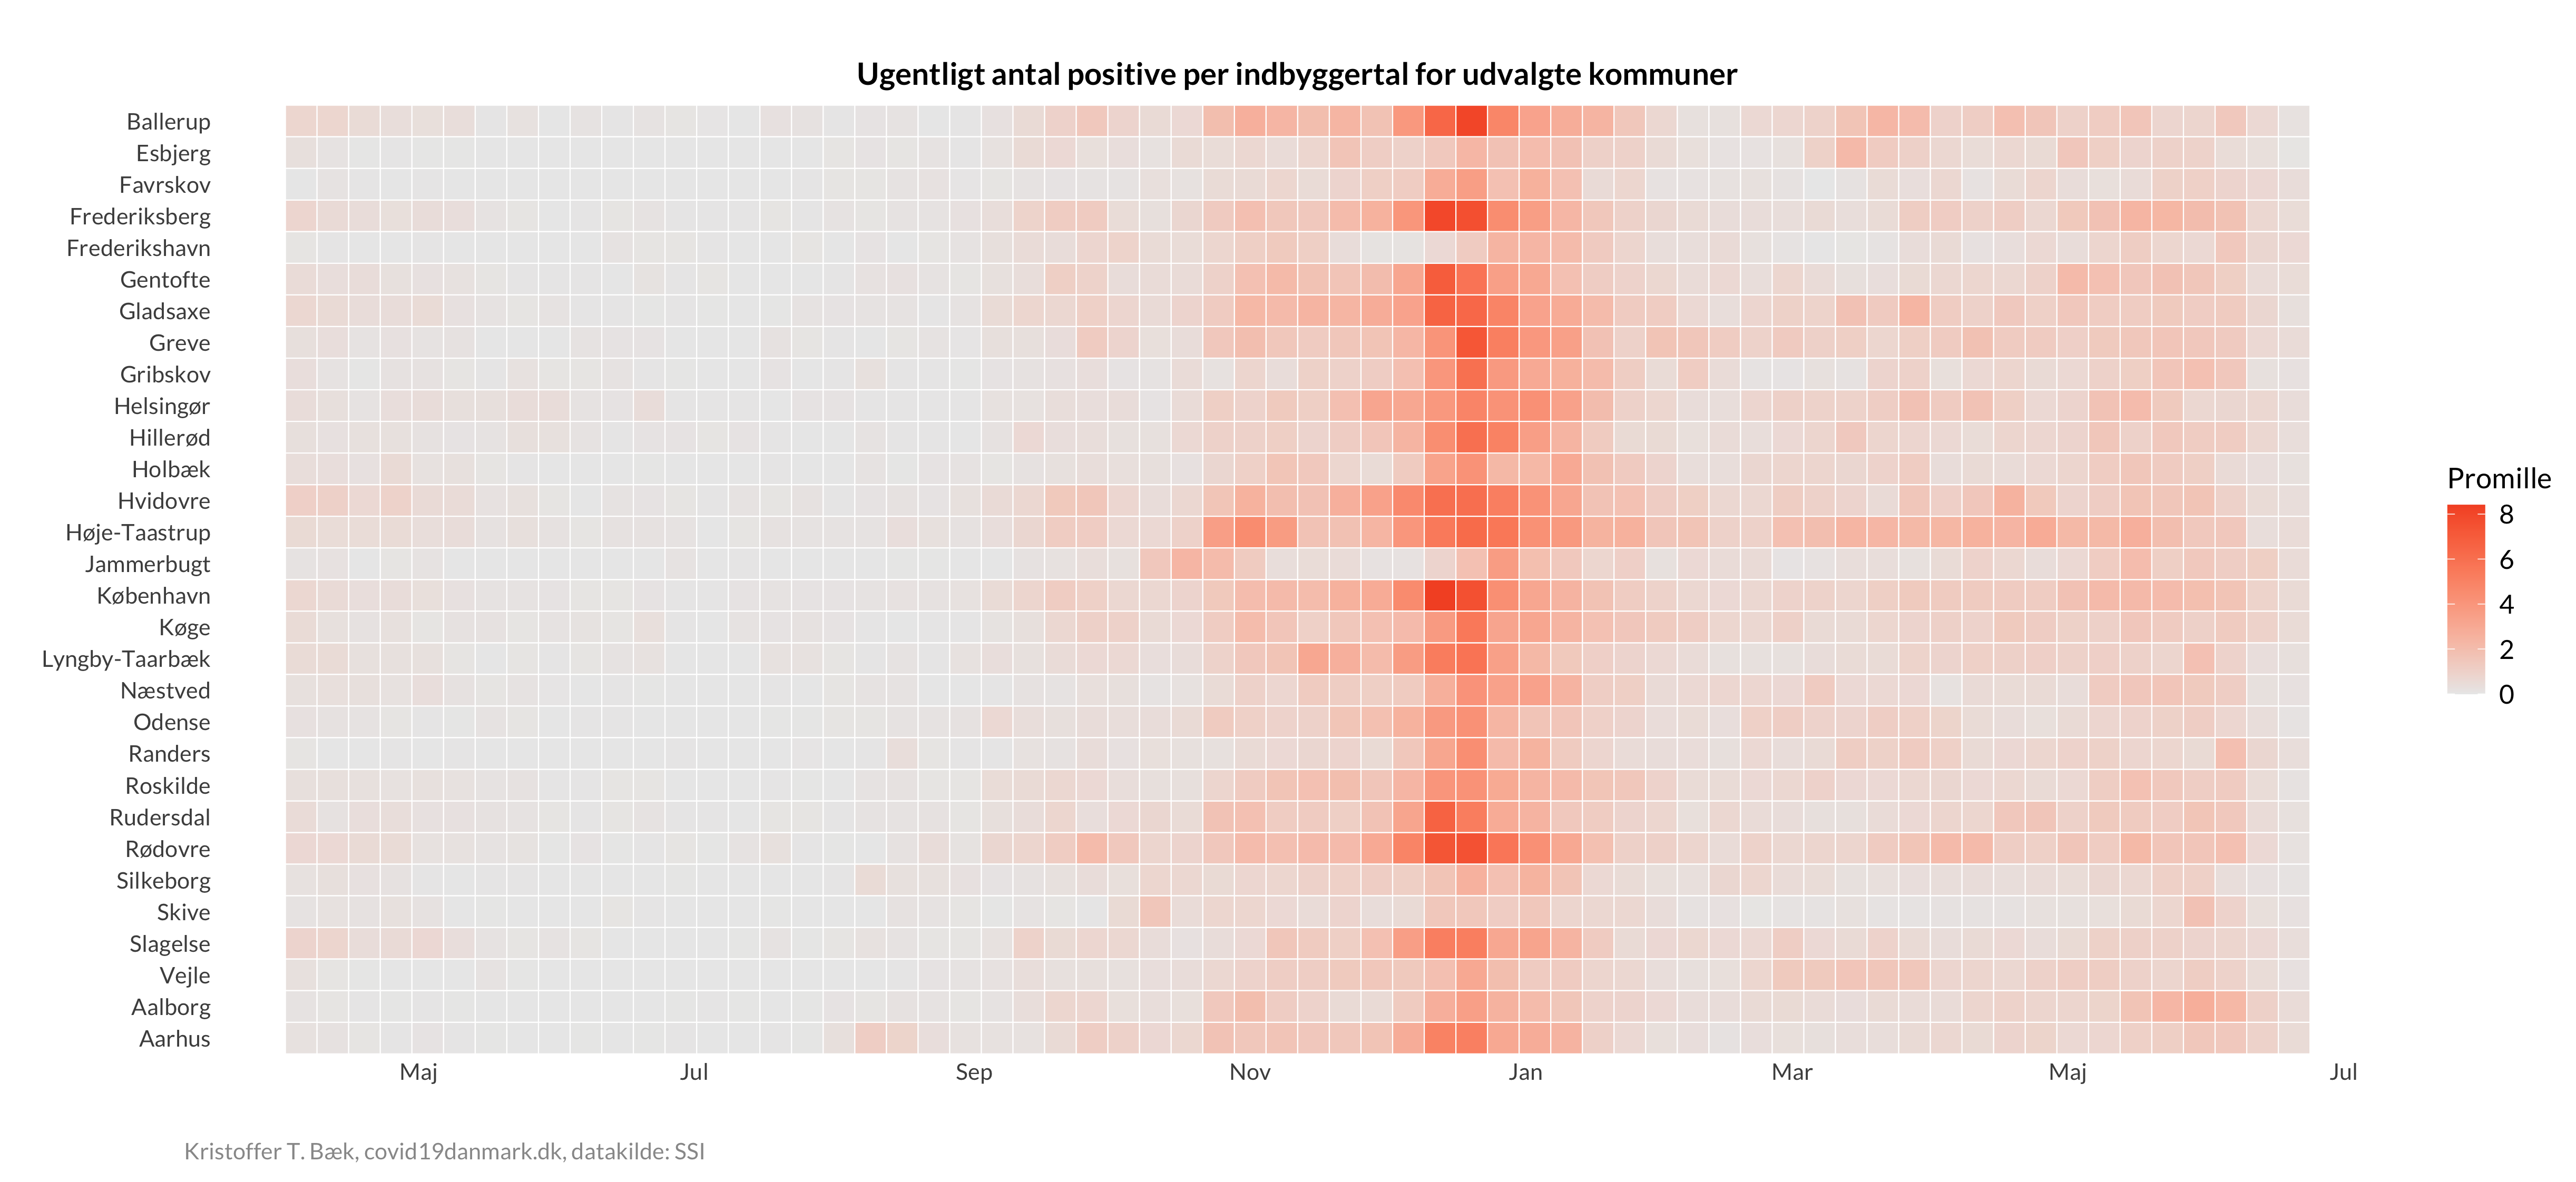 Ugentligt antal positive per indbyggertal for udvalgte kommuner
Ballerup
Esbjerg
Favrskov
Frederiksberg
Frederikshavn
Gentofte
Gladsaxe
Greve
Gribskov
Helsingør
Hillerød
Holbæk
Hvidovre
Høje-Taastrup
Jammerbugt
København
Køge
Lyngby-Taarbæk
Næstved
Odense
Randers
Roskilde
Rudersdal
Rødovre
Silkeborg
Skive
Slagelse
Vejle
Aalborg
Aarhus
Maj Jul Sep Nov Jan Mar Maj Jul
Promille
8
6
4
2
0
Kristoffer T. Bæk, covid19danmark.dk, datakilde: SSI